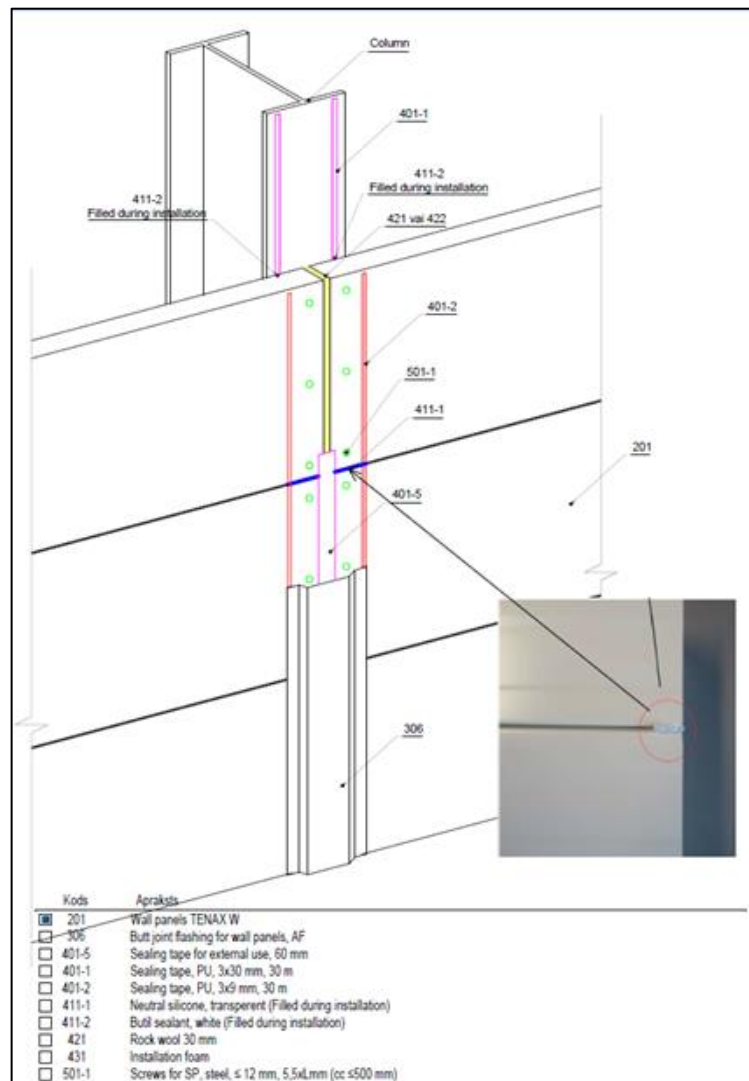 Column
401-1
411-2
Filled during installation
411-2
Filled during installation
421 vai 422
401-2
501-1
411-1
201
401-5
306
Kods Apraksts
201 Wall panels TENAX W
306 Butt joint flashing for wall panels, AF
401-5 Sealing tape for external use, 60 mm
401-1 Sealing tape, PU, 3x30 mm, 30 m
401-2 Sealing tape, PU, 3x9 mm, 30 m
411-1 Neutral silicone, transperent (Filled during installation)
411-2 Butil sealant, white (Filled during installation)
421 Rock wool 30 mm
431 Installation foam
501-1 Screws for SP, steel, ≤ 12 mm, 5,5xLmm (cc ≤500 mm)